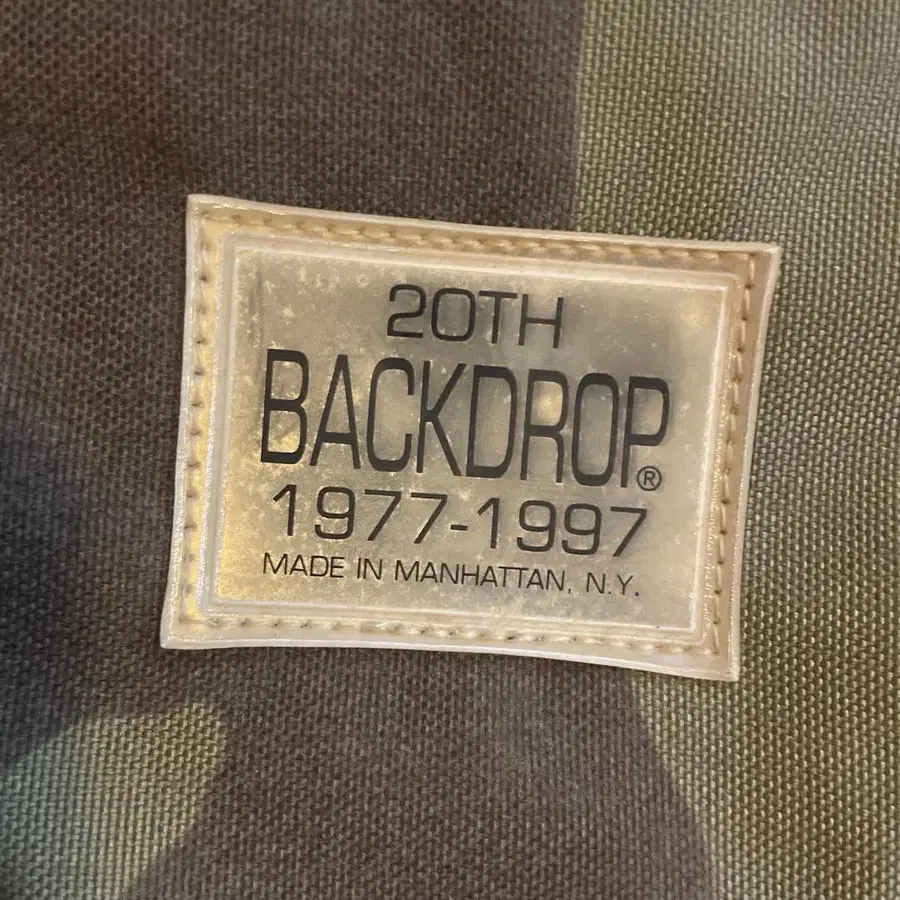 20TH
BACKDROP®
1977-1997
MADE IN MANHATTAN, N.Y.